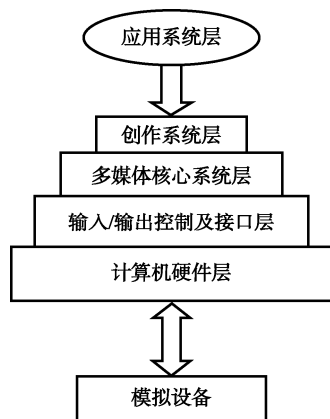 应用系统层
创作系统层
多媒体核心系统层
输入/输出控制及接口层
计算机硬件层
模拟设备